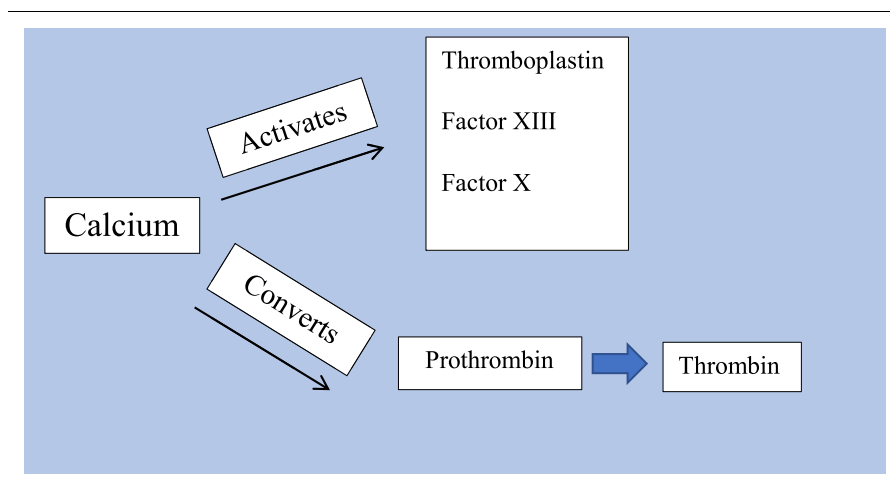 Calcium
Activates
Thromboplastin
Factor XIII
Factor X
Converts
Prothrombin
Thrombin